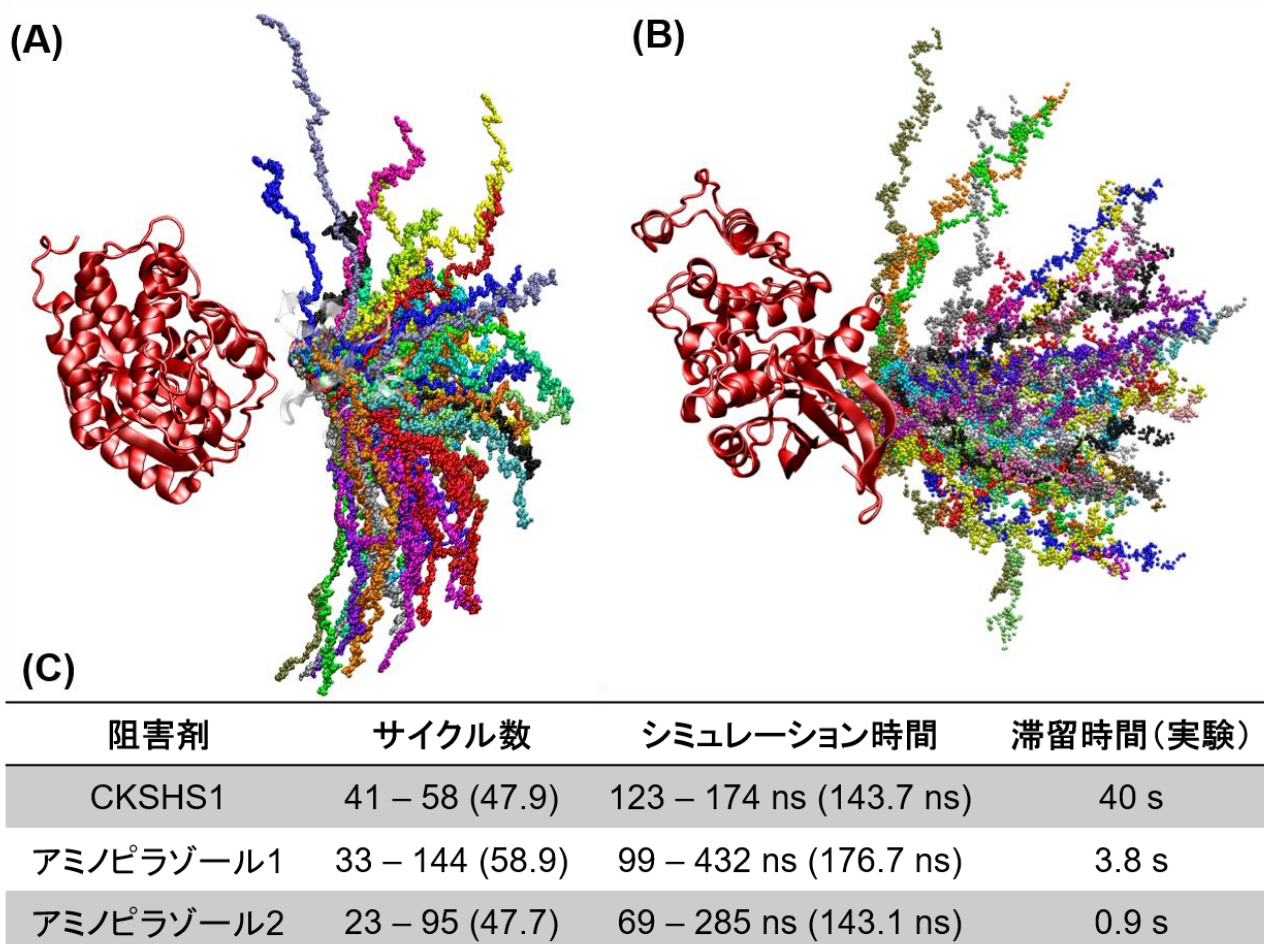 (A)
(B)
(C)
阻害剤 サイクル数 シミュレーション時間 滞留時間（実験）
CKSHS1 41 – 58 (47.9) 123 – 174 ns (143.7 ns) 40 s
アミノピラゾール1 33 – 144 (58.9) 99 – 432 ns (176.7 ns) 3.8 s
アミノピラゾール2 23 – 95 (47.7) 69 – 285 ns (143.1 ns) 0.9 s